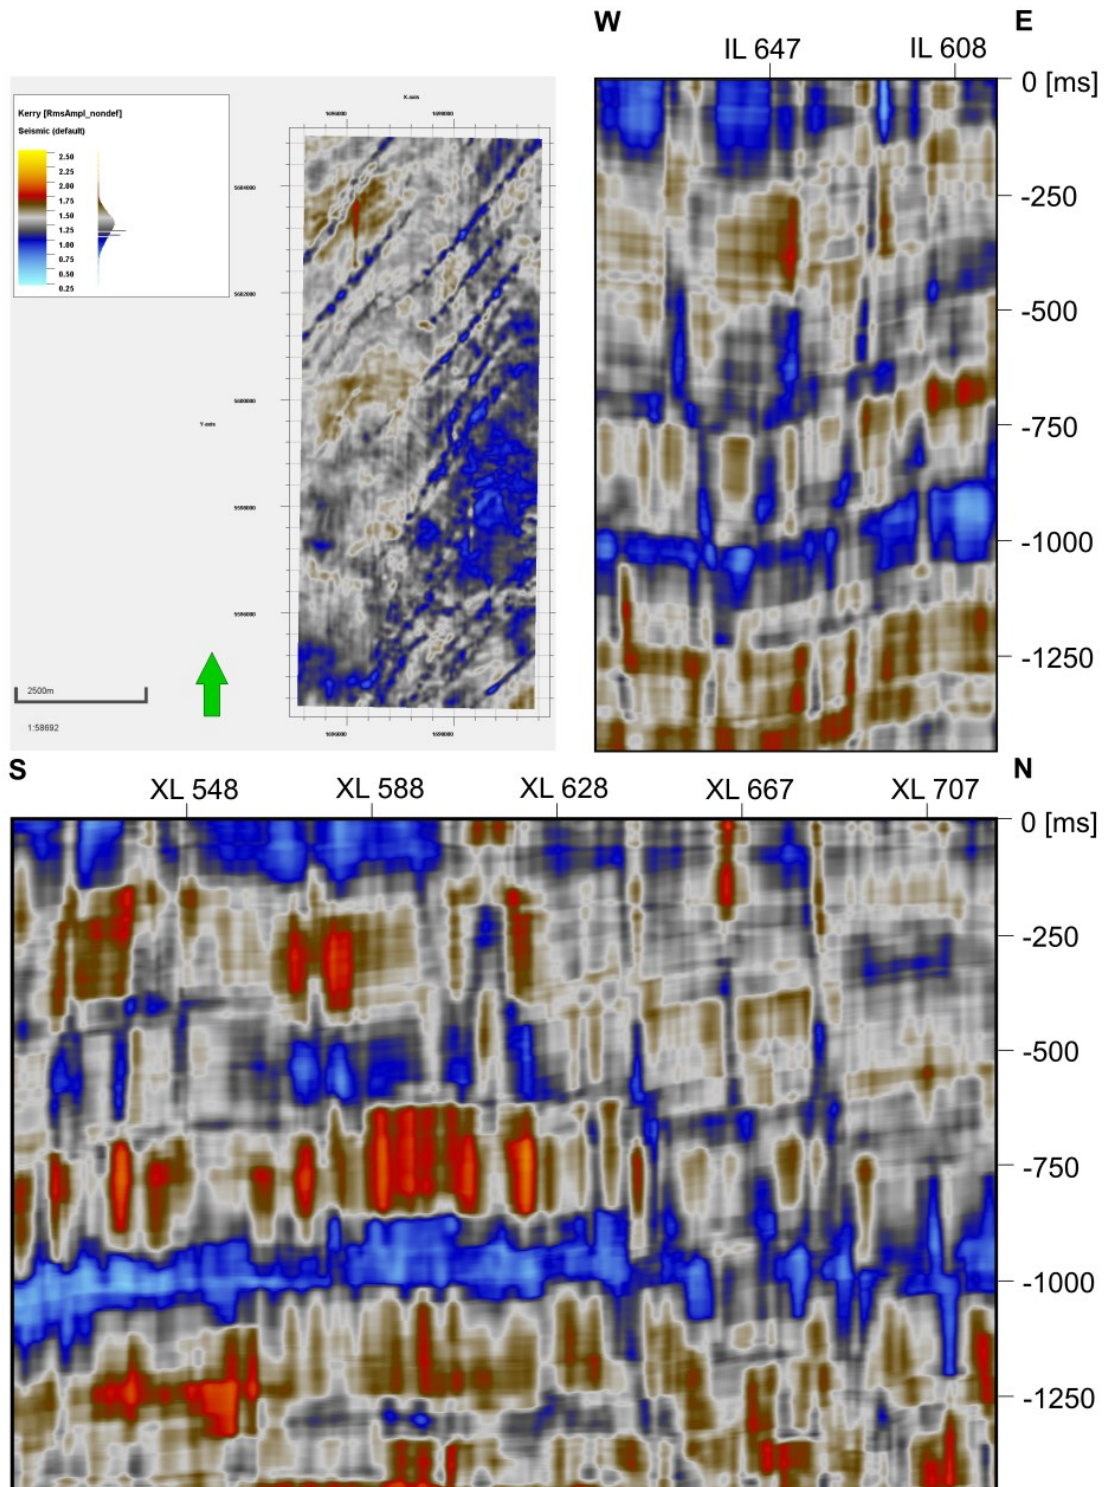 W
E
IL 647
IL 608
0 [ms]
-250
-500
-750
-1000
-1250
Kerry [RmsAmpl_nondef]
Seismic (default)
2.50
2.25
2.00
1.75
1.50
1.25
1.00
0.75
0.50
0.25
X-axis
Y-axis
2500m
1:58692
S
N
XL 548
XL 588
XL 628
XL 667
XL 707
0 [ms]
-250
-500
-750
-1000
-1250